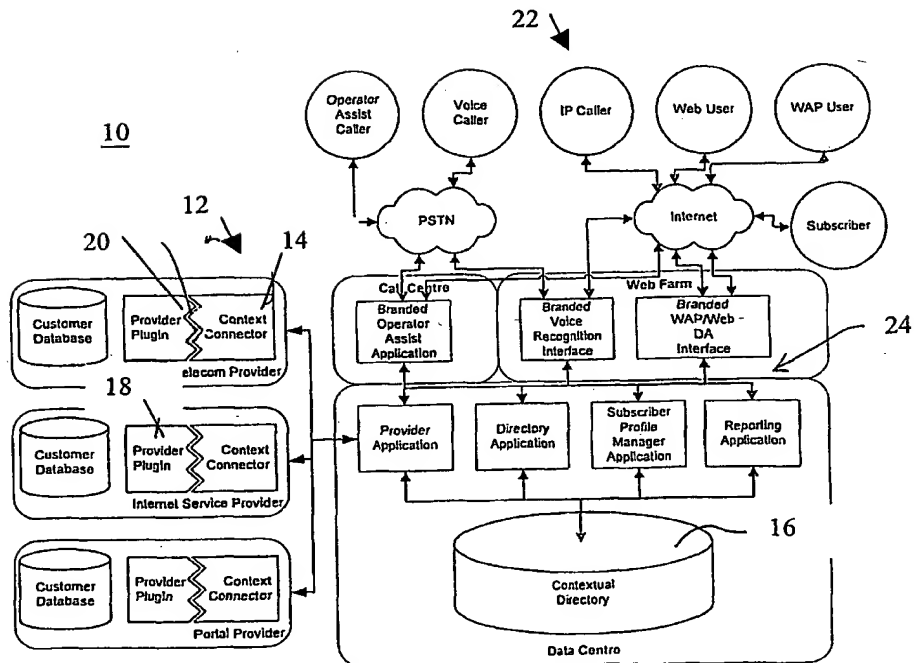 22
Operator
Assist
Caller
Voice
Caller
IP Caller
Web User
WAP User
10
PSTN
Internet
Subscriber
12
20
14
Customer
Database
Provider
Plugin
Context
Connector
elecom Provider
Call Centre
Web Farm
Branded
Operator
Assist
Application
Branded
Voice
Recognition
Interface
Branded
WAP/Web -
DA
Interface
24
18
Customer
Database
Provider
Plugin
Context
Connector
Internet Service Provider
Provider
Application
Directory
Application
Subscriber
Profile
Manager
Application
Reporting
Application
16
Customer
Database
Provider
Plugin
Context
Connector
Portal Provider
Contextual
Directory
Data Centro